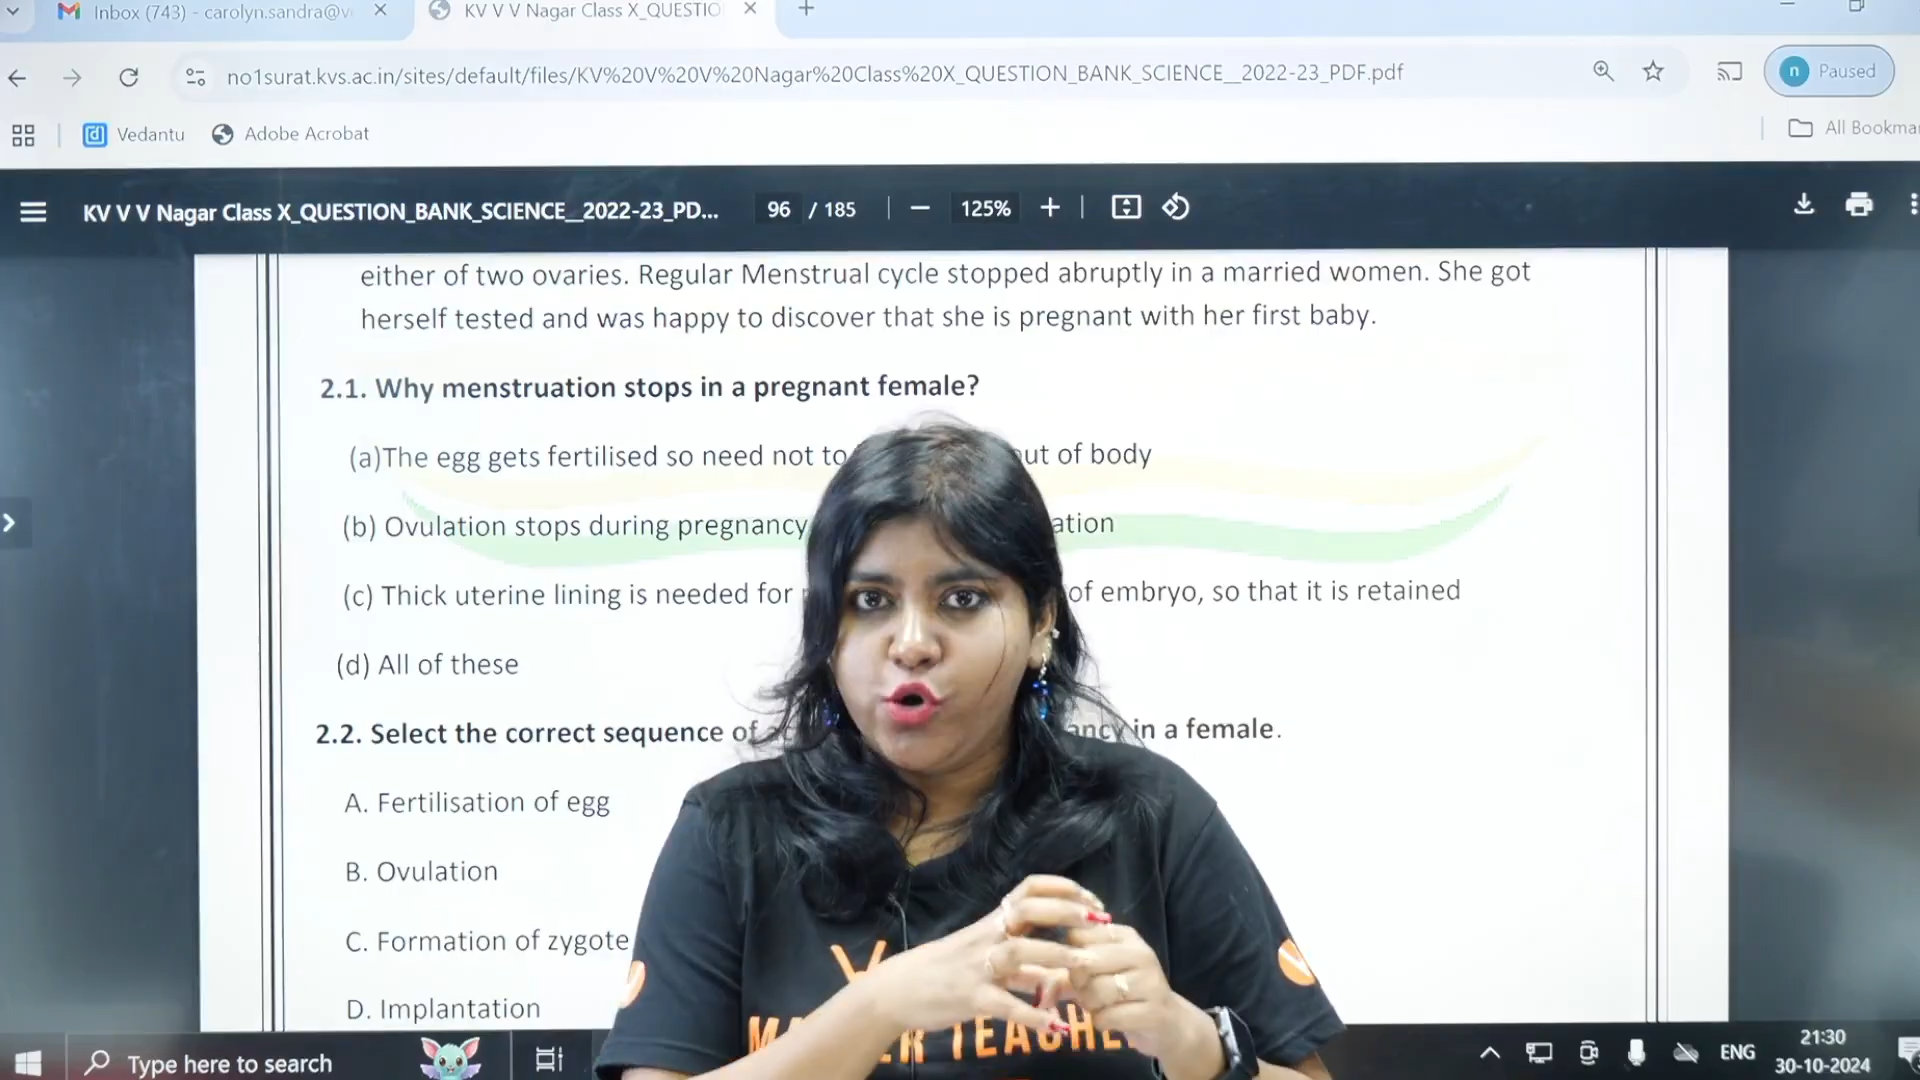 Inbox (743) - carolyn.sandra@v
KV V V Nagar Class X_QUESTIO
no1surat.kvs.ac.in/sites/default/files/KV%20V%20V%20Nagar%20Class%20X_QUESTION_BANK_SCIENCE__2022-23_PDF.pdf
n Paused
Vedantu
Adobe Acrobat
All Bookmar
KV V V Nagar Class X_QUESTION_BANK_SCIENCE__2022-23_PD...
96 / 185
125%
either of two ovaries. Regular Menstrual cycle stopped abruptly in a married women. She got
herself tested and was happy to discover that she is pregnant with her first baby.
2.1. Why menstruation stops in a pregnant female?
(a)The egg gets fertilised so need not to out of body
(b) Ovulation stops during pregnancy ation
(c) Thick uterine lining is needed for of embryo, so that it is retained
(d) All of these
2.2. Select the correct sequence of ancy in a female.
A. Fertilisation of egg
B. Ovulation
C. Formation of zygote
D. Implantation
TEACHE
Type here to search
ENG
21:30
30-10-2024